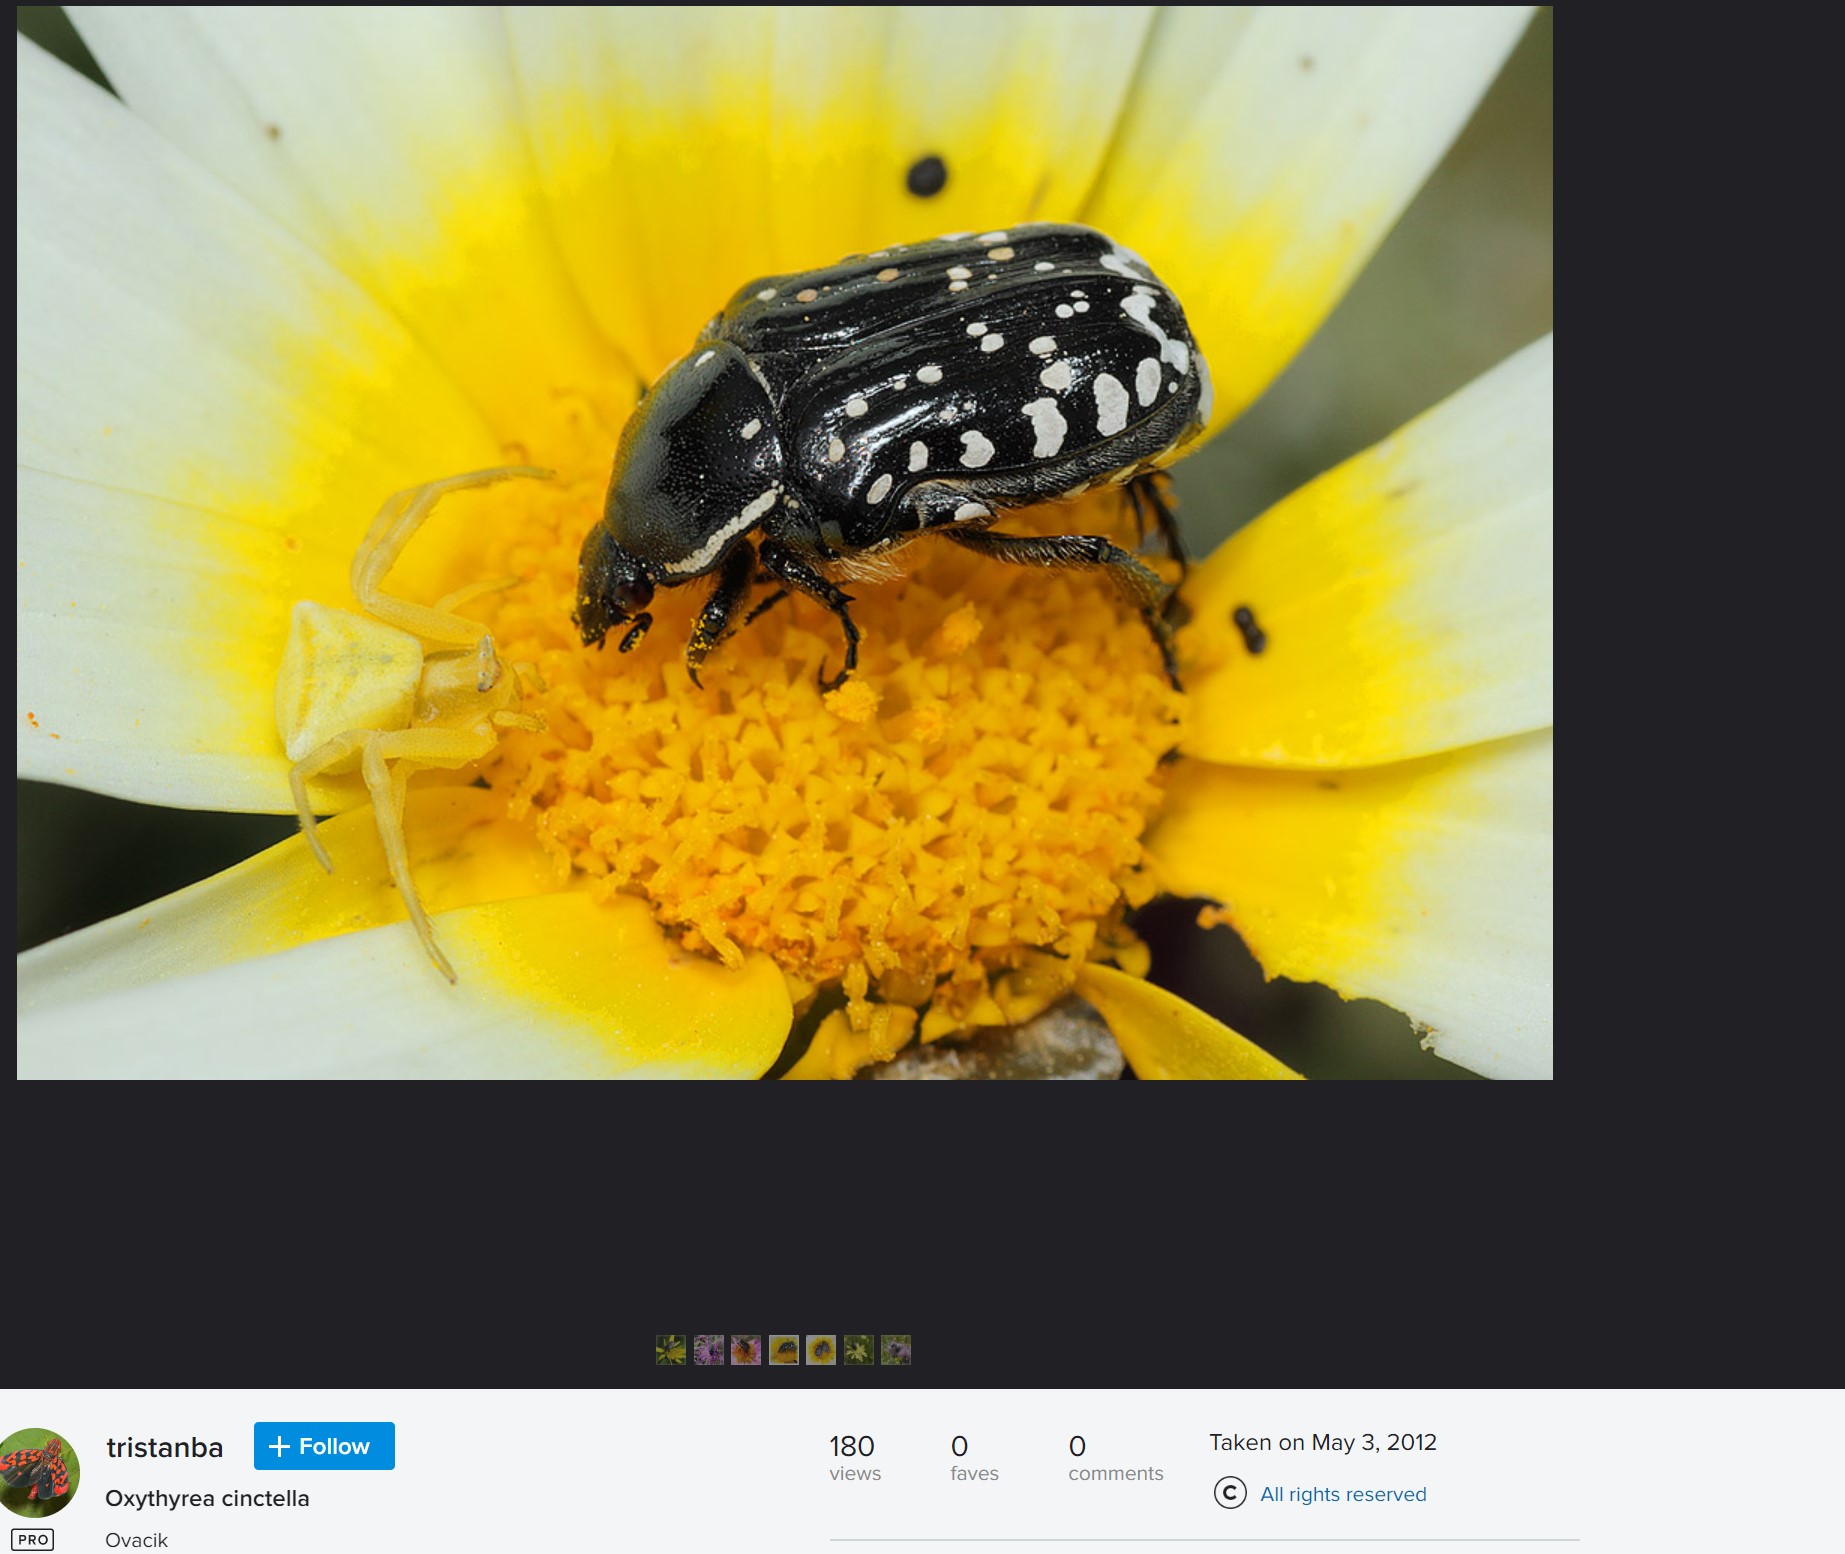 tristanba
+ Follow
Oxythyrea cinctella
PRO
Ovacik
180
views
0
faves
0
comments
Taken on May 3, 2012
© All rights reserved